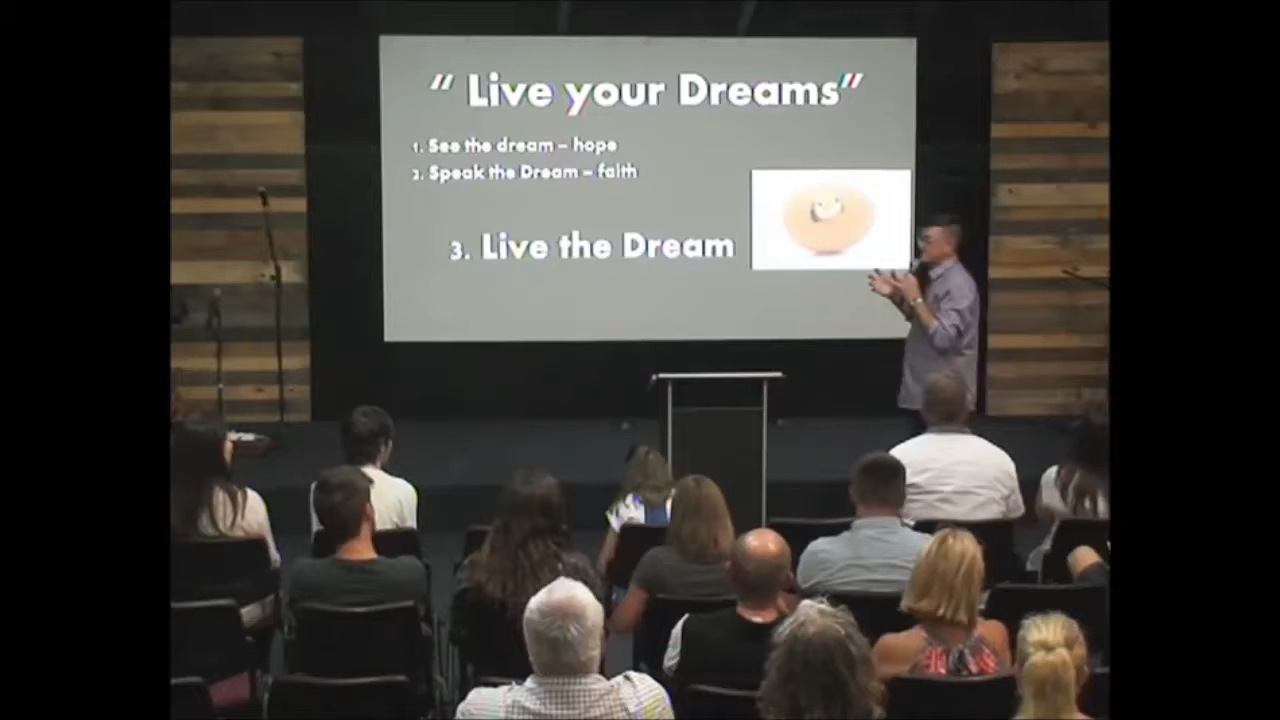 “ Live your Dreams”
1. See the dream – hope
2. Speak the Dream – faith
3. Live the Dream